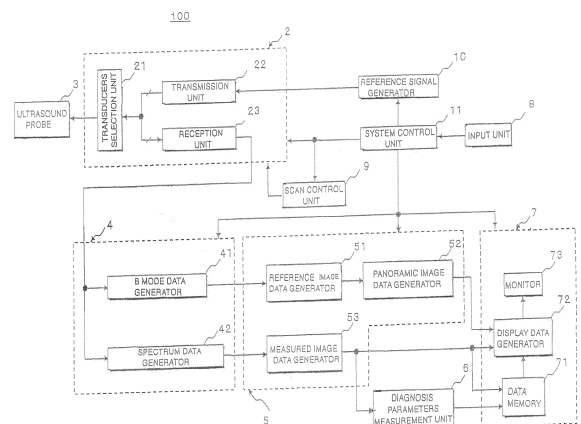 100
2
3
21
22
10
TRANSDUCERS
SELECTION UNIT
TRANSMISSION
UNIT
REFERENCE SIGNAL
GENERATOR
23
11
8
ULTRASOUND
PROBE
RECEPTION
UNIT
SYSTEM CONTROL
UNIT
INPUT UNIT
9
SCAN CONTROL
UNIT
4
7
41
51
52
73
B MODE DATA
GENERATOR
REFERENCE IMAGE
DATA GENERATOR
PANORAMIC IMAGE
DATA GENERATOR
MONITOR
72
42
53
DISPLAY DATA
GENERATOR
SPECTRUM DATA
GENERATOR
MEASURED IMAGE
DATA GENERATOR
6
71
DATA
MEMORY
5
DIAGNOSIS
PARAMETERS
MEASUREMENT UNIT